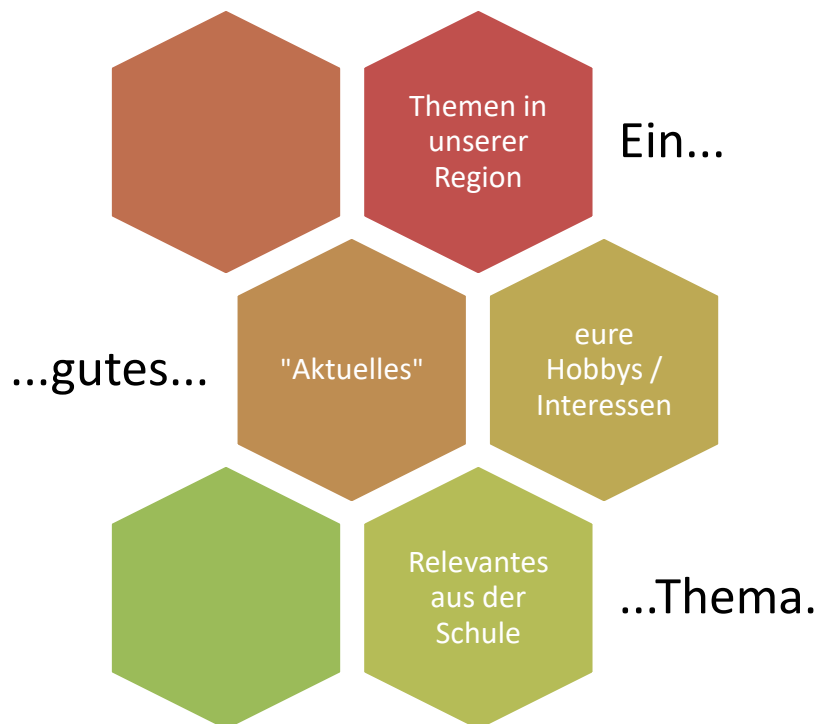 Themen in
unserer
Region
Ein...
...gutes...
"Aktuelles"
eure
Hobbys /
Interessen
Relevantes
aus der
Schule
...Thema.